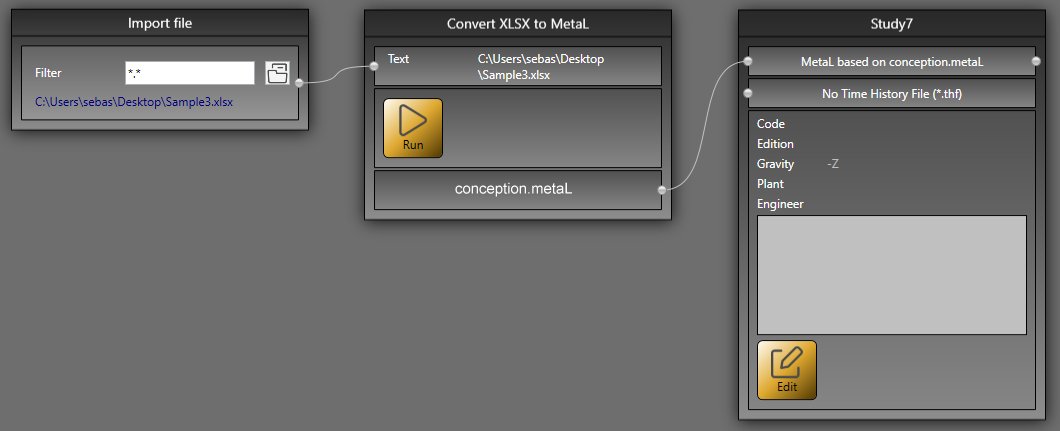 Import file
Filter
*.*
C:\Users\sebas\Desktop\Sample3.xlsx
Convert XLSX to MetaL
Text
C:\Users\sebas\Desktop
\Sample3.xlsx
Run
conception.metaL
Study7
MetaL based on conception.metaL
No Time History File (*.thf)
Code
Edition
Gravity -Z
Plant
Engineer
Edit